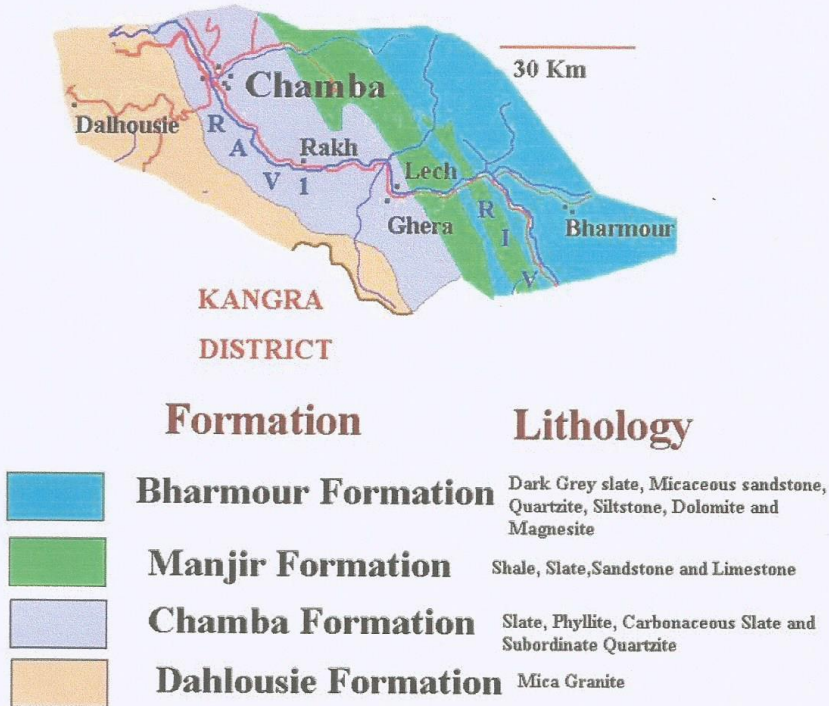 30 Km
Chamba
Dalhousie
R
A
V
1
Rakh
Lech
Ghera
R
I
V
Bharmour
KANGRA
DISTRICT
Formation
Lithology
Bharmour Formation
Dark Grey slate, Micaceous sandstone,
Quartzite, Siltstone, Dolomite and
Magnesite
Manjir Formation
Shale, Slate,Sandstone and Limestone
Chamba Formation
Slate, Phyllite, Carbonaceous Slate and
Subordinate Quartzite
Dahlousie Formation
Mica Granite